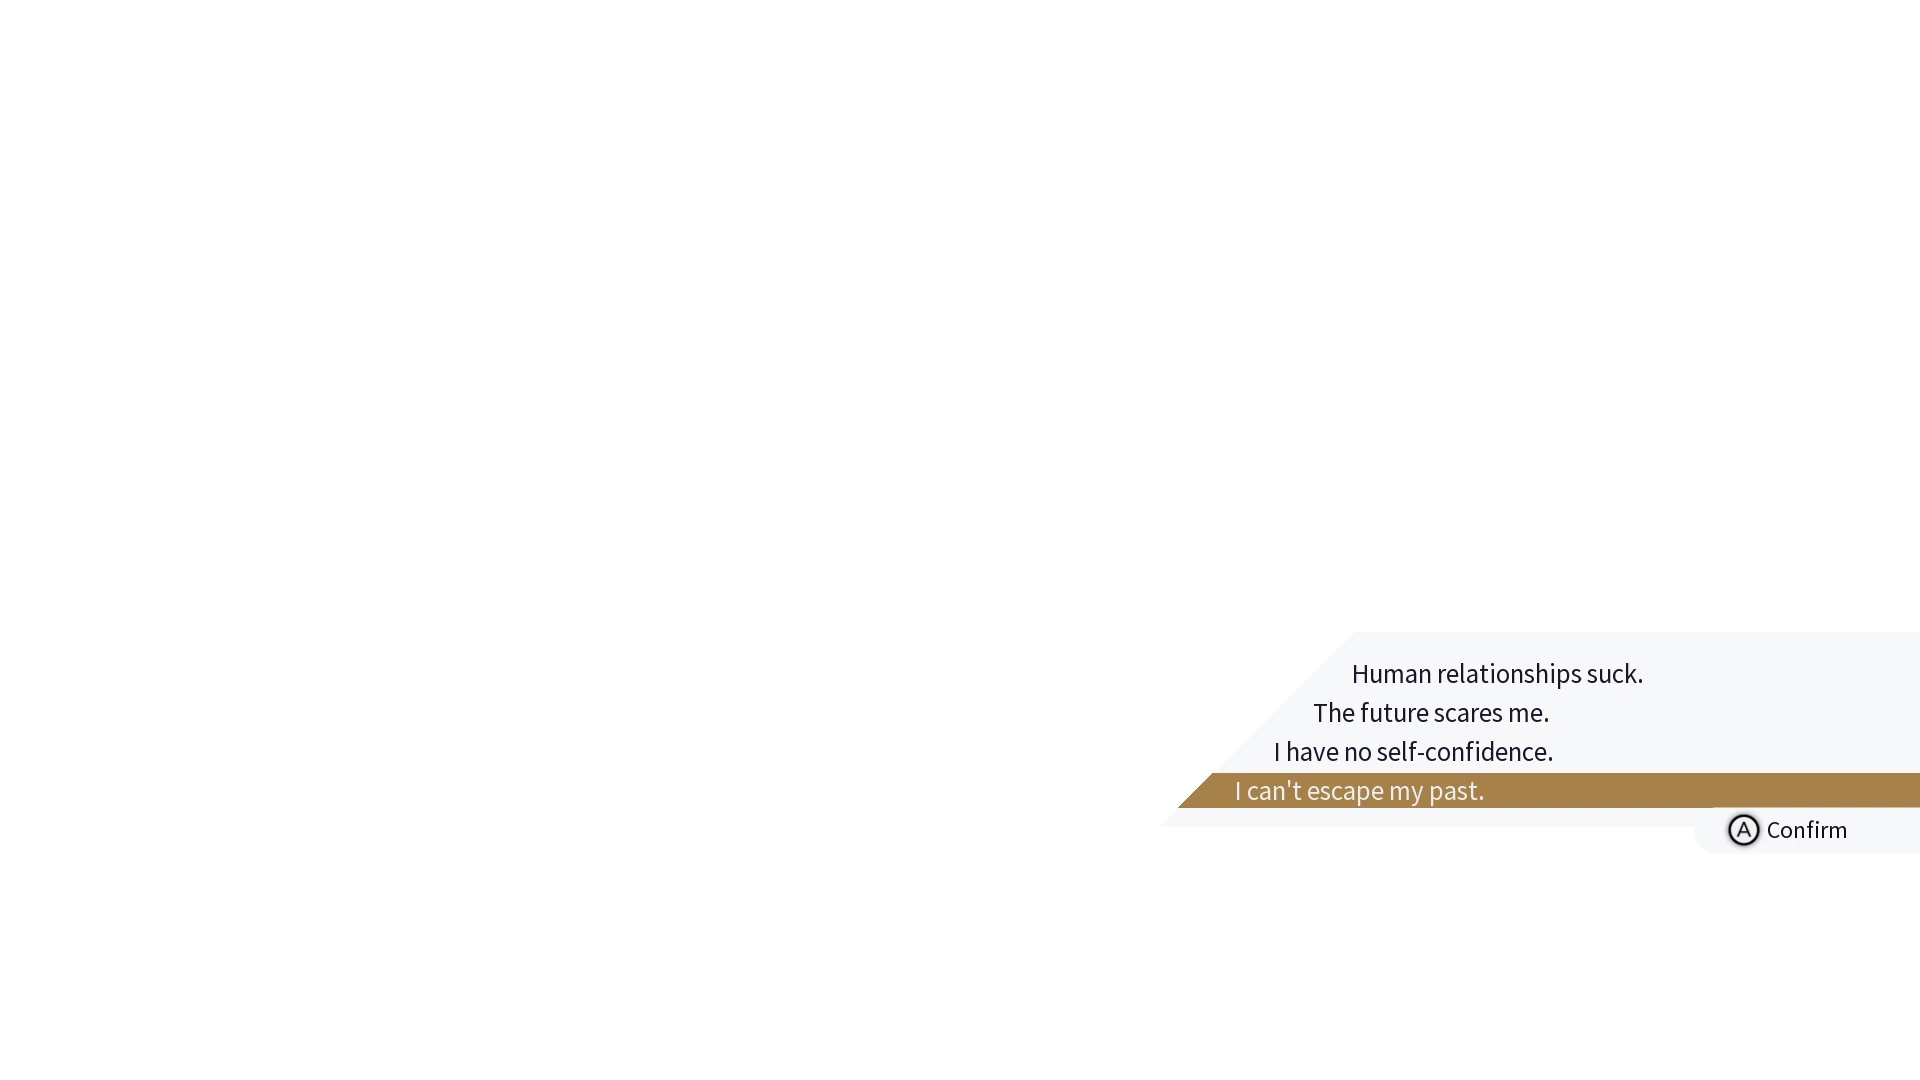 Human relationships suck.
The future scares me.
I have no self-confidence.
I can't escape my past.
A Confirm